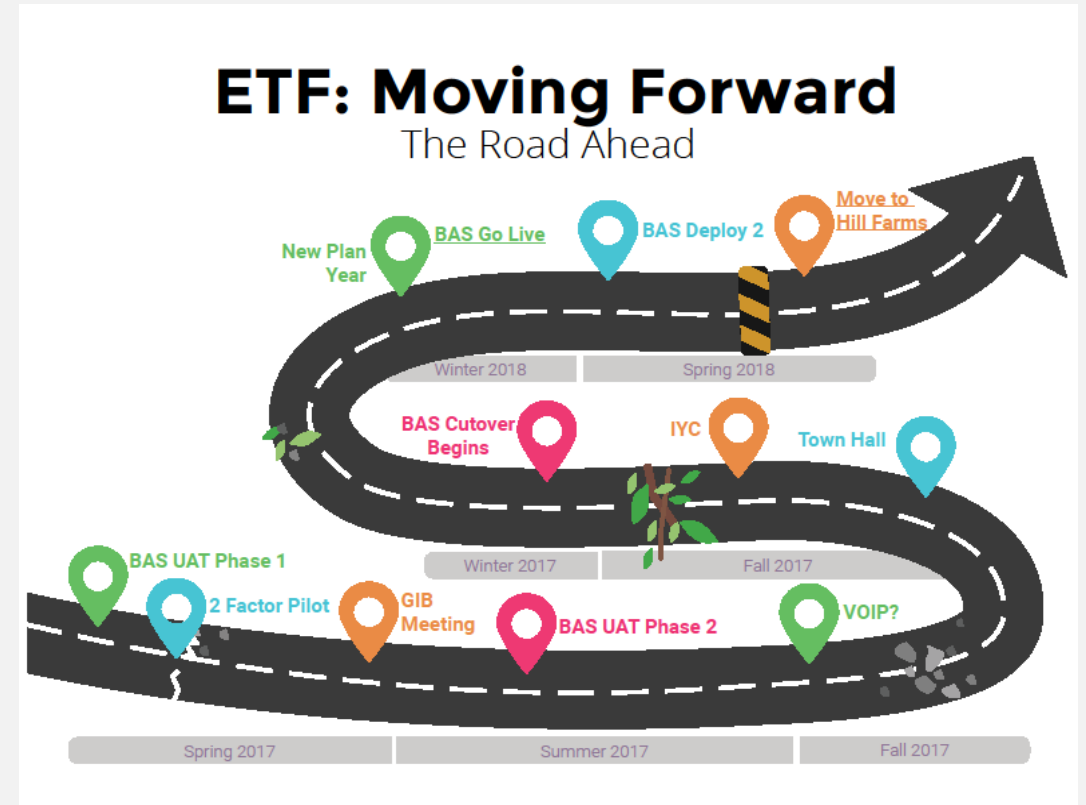 ETF: Moving Forward
The Road Ahead
New Plan
Year
BAS Go Live
BAS Deploy 2
Move to
Hill Farms
Winter 2018
Spring 2018
BAS Cutover
Begins
IYC
Town Hall
Winter 2017
Fall 2017
BAS UAT Phase 1
2 Factor Pilot
GIB
Meeting
BAS UAT Phase 2
VOIP?
Spring 2017
Summer 2017
Fall 2017